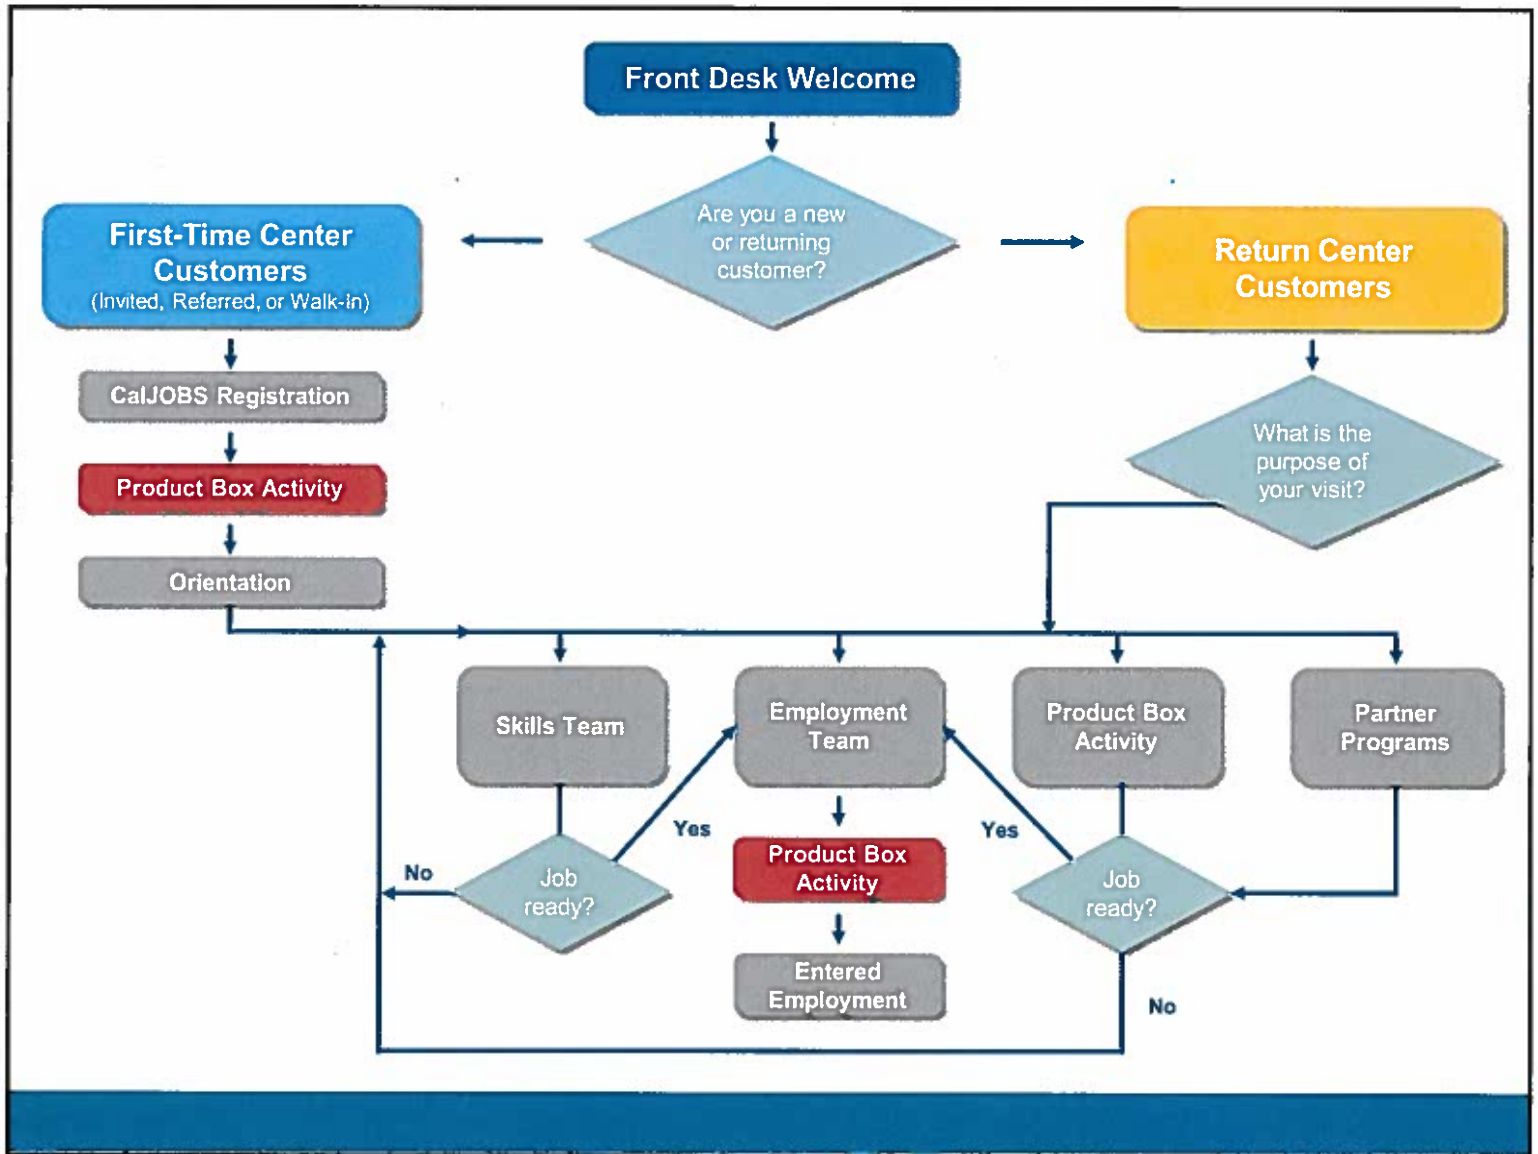 Front Desk Welcome
Are you a new
or returning
customer?
First-Time Center
Customers
(Invited, Referred, or Walk-in)
Return Center
Customers
CalJOBS Registration
What is the
purpose of
your visit?
Product Box Activity
Orientation
Skills Team
Employment
Team
Product Box
Activity
Partner
Programs
Yes
Yes
No
Job
ready?
Product Box
Activity
Job
ready?
Entered
Employment
No